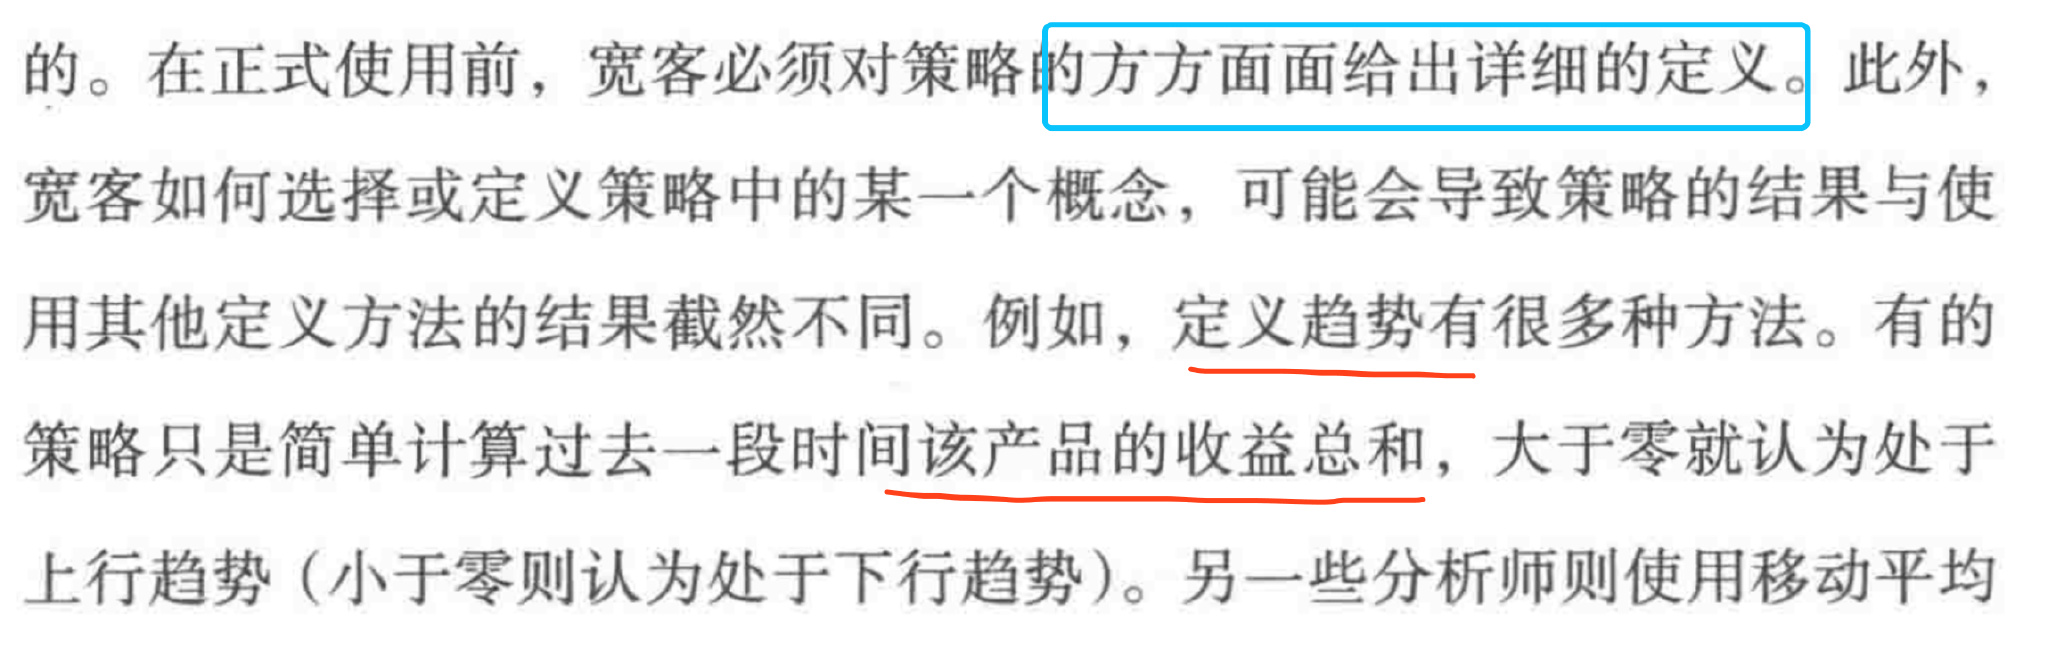 的。在正式使用前，宽客必须对策略的方方面面给出详细的定义。此外，
宽客如何选择或定义策略中的某一个概念，可能会导致策略的结果与使
用其他定义方法的结果截然不同。例如，定义趋势有很多种方法。有的
策略只是简单计算过去一段时间该产品的收益总和，大于零就认为处于
上行趋势（小于零则认为处于下行趋势）。另一些分析师则使用移动平均